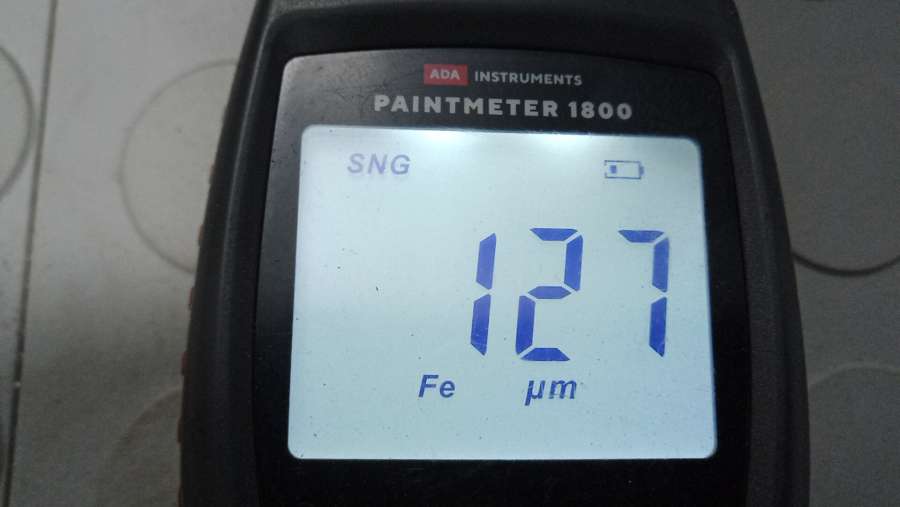 ADA INSTRUMENTS
PAINTMETER 1800
SNG
127
Fe µm